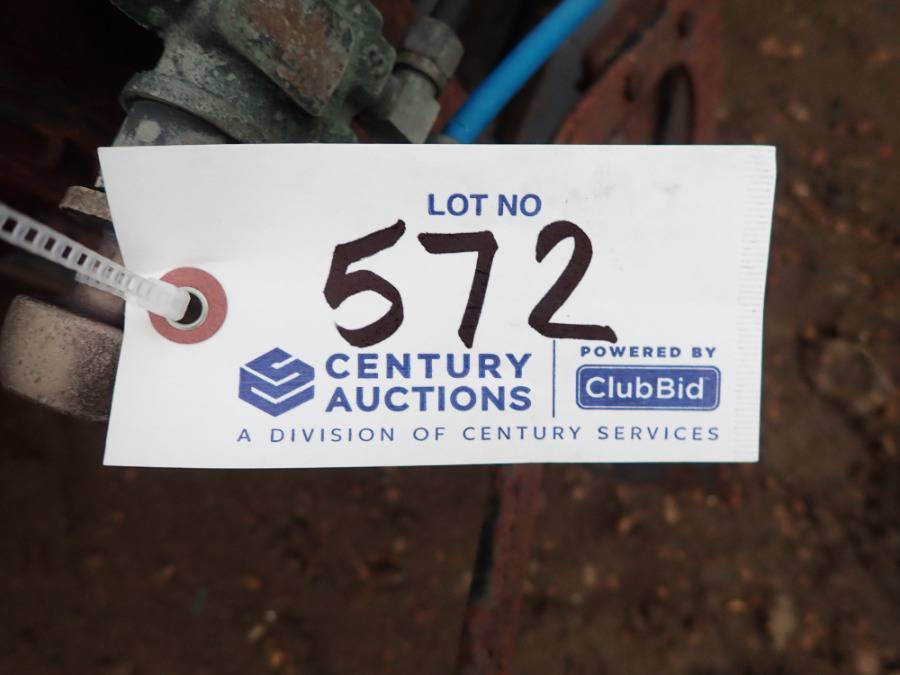 LOT NO
572
CENTURY
AUCTIONS
POWERED BY
ClubBid
A DIVISION OF CENTURY SERVICES